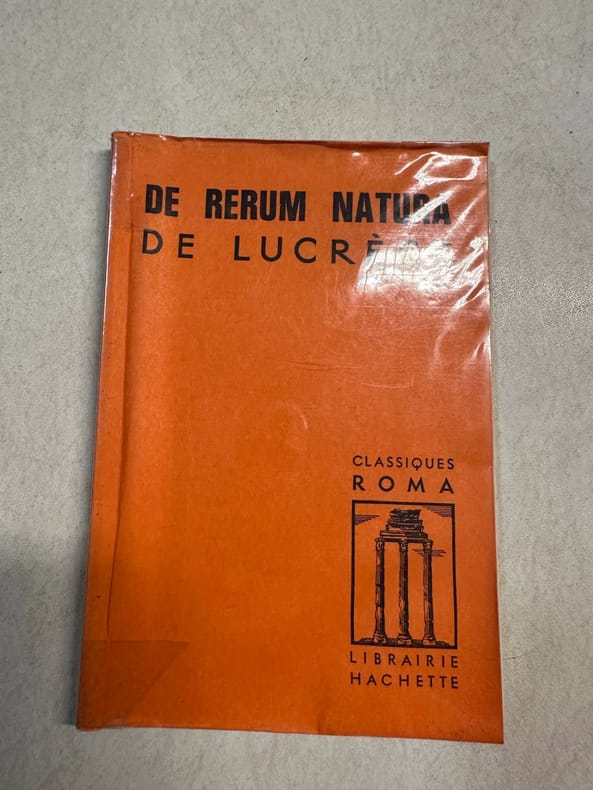 DE RERUM NATURA
DE LUCRÈCE
CLASSIQUES
ROMA
LIBRAIRIE
HACHETTE